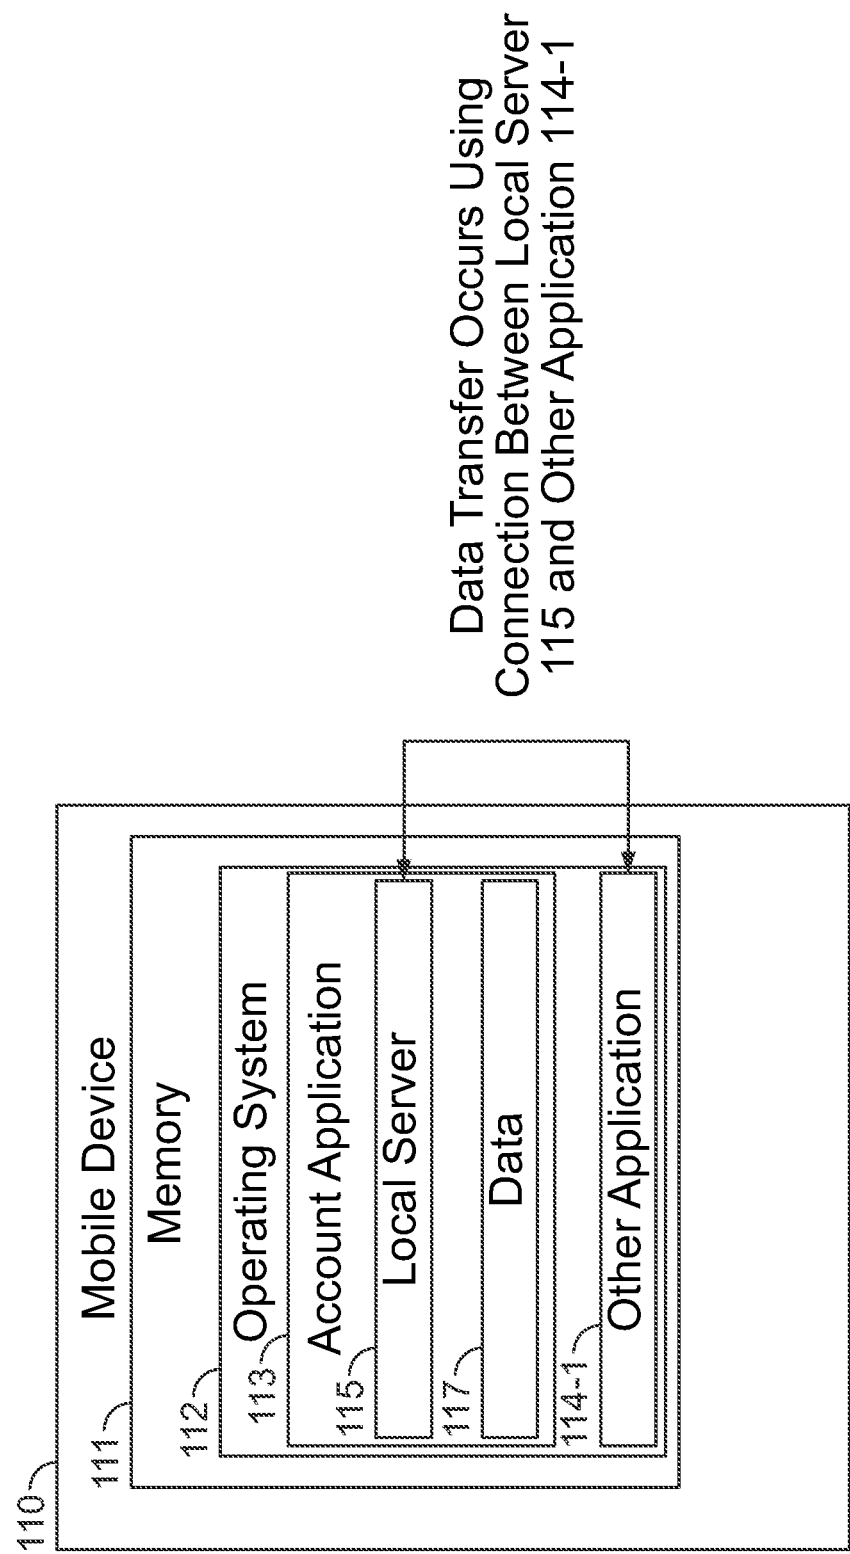 110
Mobile Device
111
Memory
112
Operating System
113
Account Application
115
Local Server
117
Data
114-1
Other Application
Data Transfer Occurs Using
Connection Between Local Server
115 and Other Application 114-1